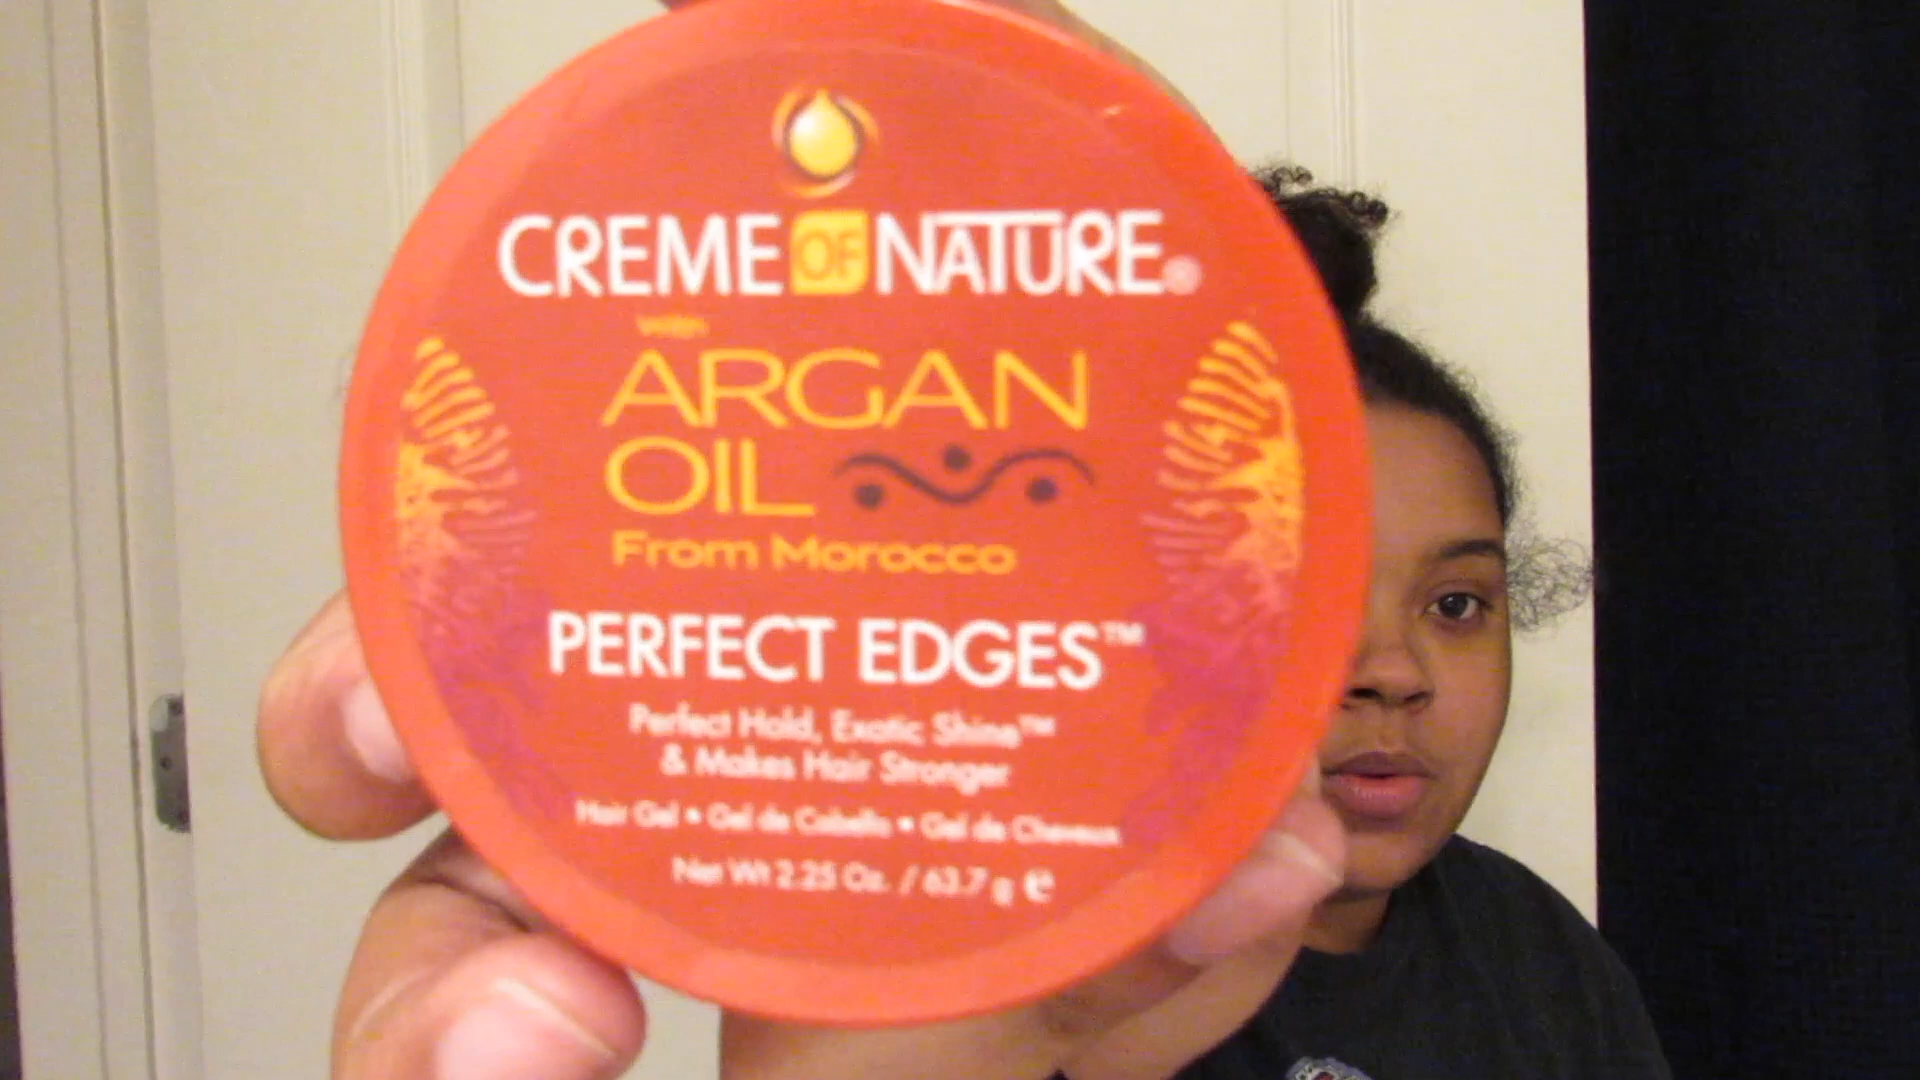 CREME OF NATURE®
With
ARGAN
OIL
From Morocco
PERFECT EDGES™
Perfect Hold, Exotic Shine™
& Makes Hair Stronger
Hair Gel • Gel de Cabello • Gel de Cheveux
Net Wt 2.25 Oz. / 63.7 g e